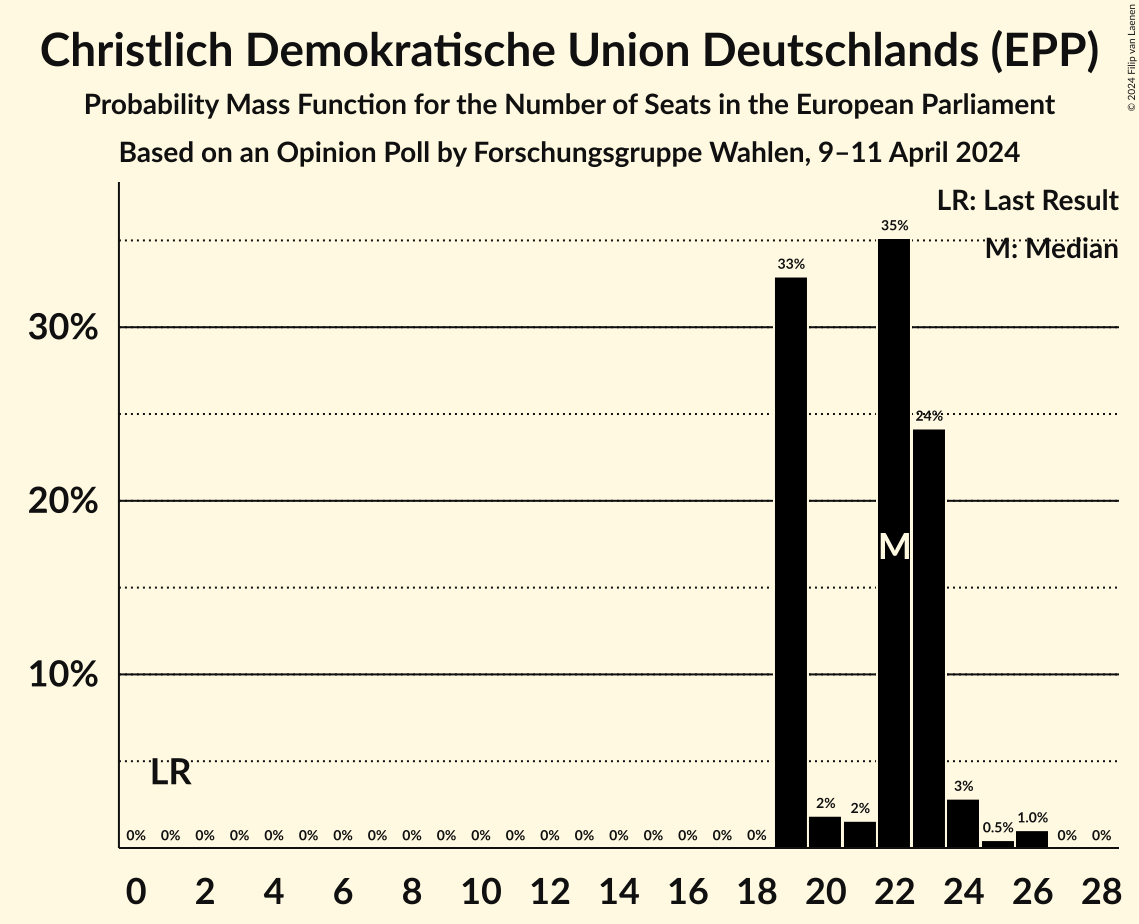 Christlich Demokratische Union Deutschlands (EPP)
Probability Mass Function for the Number of Seats in the European Parliament
Based on an Opinion Poll by Forschungsgruppe Wahlen, 9–11 April 2024
© 2024 Filip van Laenen
LR: Last Result
M: Median
35%
33%
30%
24%
20%
M
10%
LR
3%
2% 2%
0.5% 1.0%
0% 0% 0% 0% 0% 0% 0% 0% 0% 0% 0% 0% 0% 0% 0% 0% 0% 0% 0% 0% 0%
0 2 4 6 8 10 12 14 16 18 20 22 24 26 28